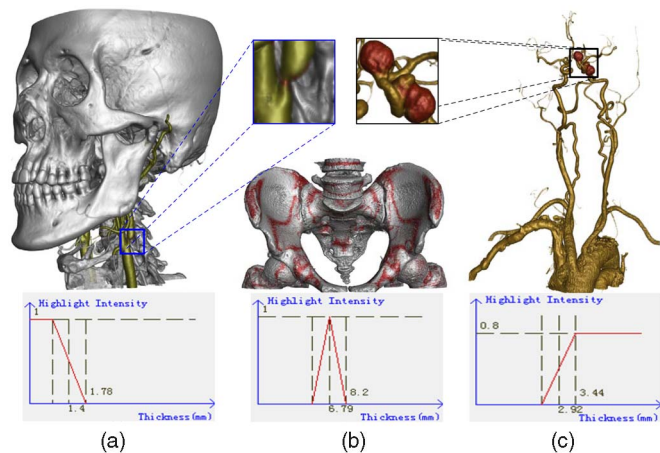 Highlight Intensity
1
1.78
1.4
Thickness(mm)
(a)
Highlight Intensity
1
8.2
6.79
Thickness(mm)
(b)
Highlight Intensity
0.8
3.44
2.92
Thickness(mm)
(c)